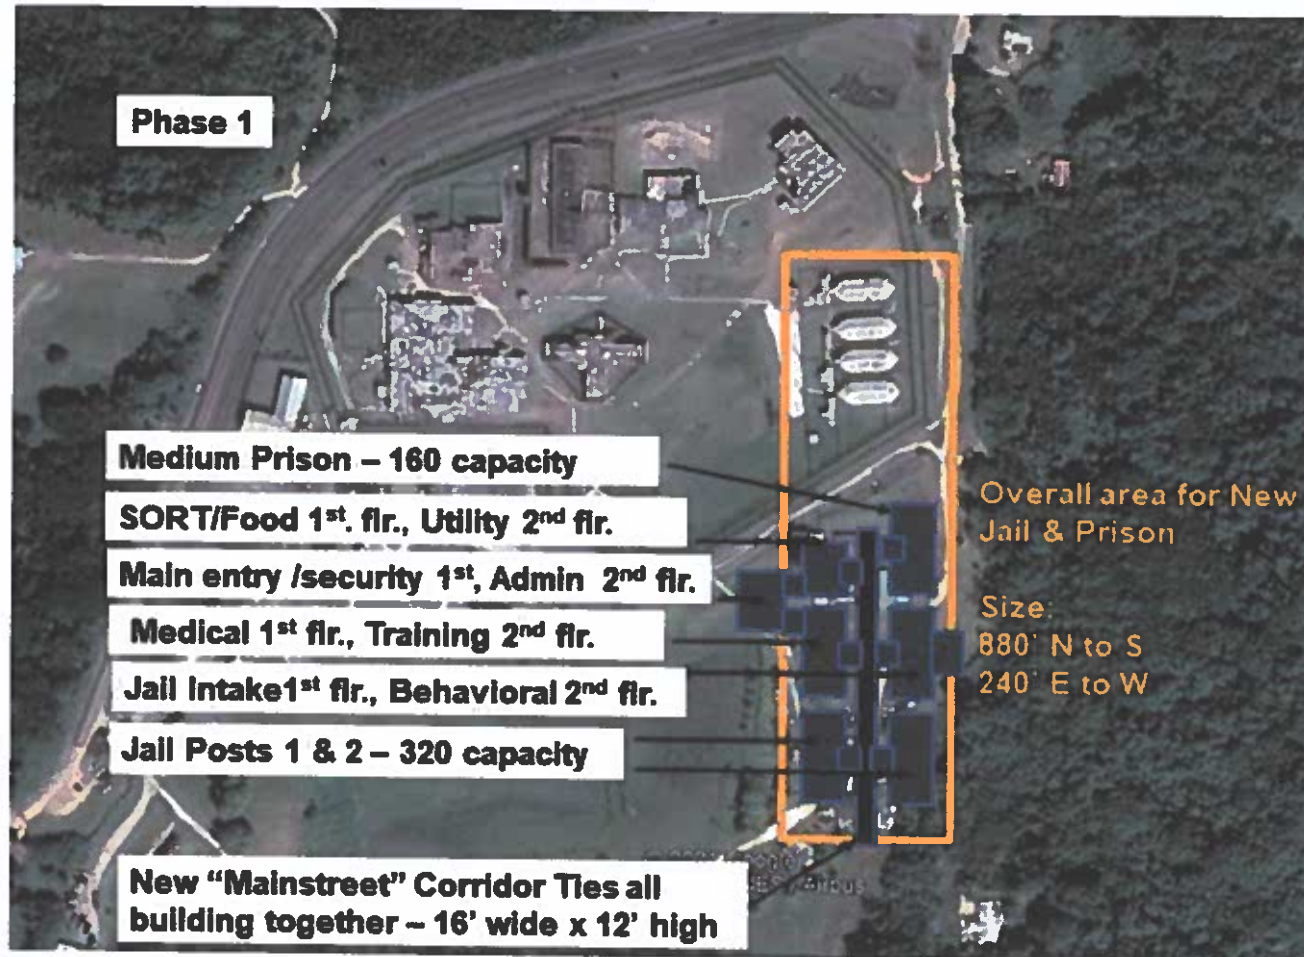 Phase 1
Medium Prison – 160 capacity
SORT/Food 1st. flr., Utility 2nd flr.
Main entry /security 1st, Admin 2nd flr.
Medical 1st flr., Training 2nd flr.
Jail Intake1st flr., Behavioral 2nd flr.
Jail Posts 1 & 2 – 320 capacity
New “Mainstreet” Corridor Ties all
building together – 16' wide x 12' high
Overall area for New
Jail & Prison
Size:
880' N to S
240' E to W